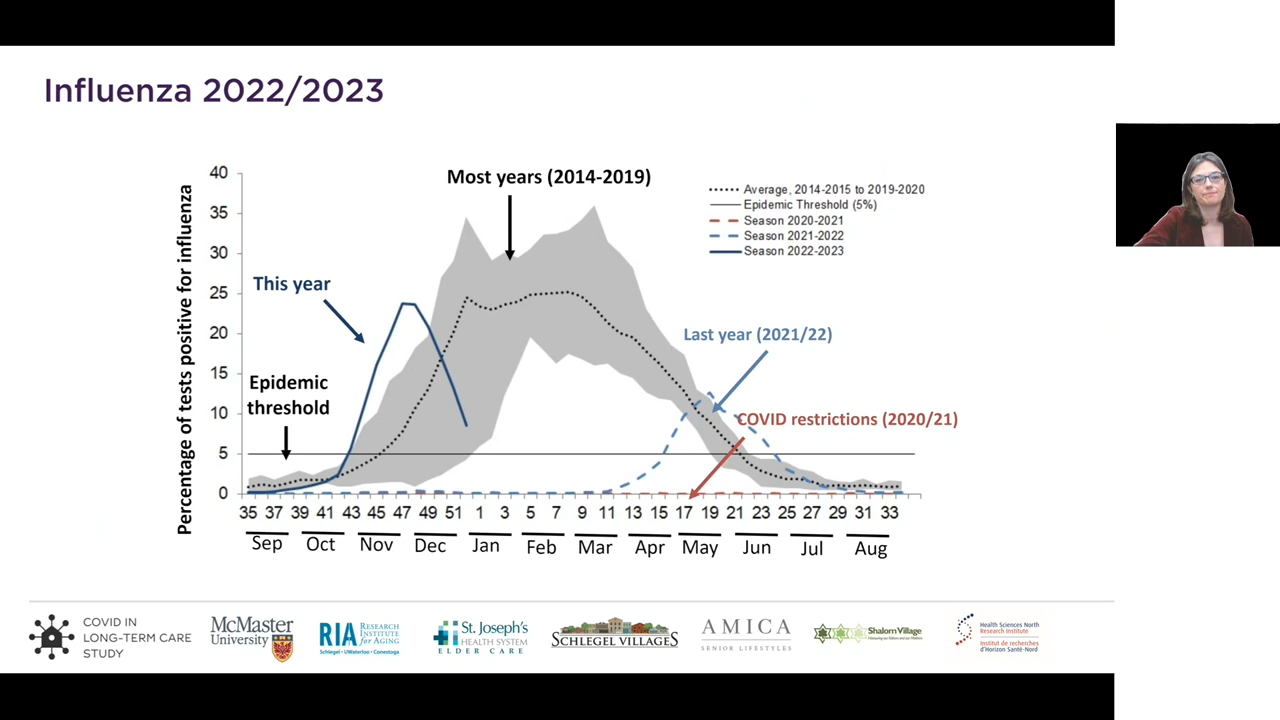 Influenza 2022/2023
Percentage of tests positive for influenza
40
35
30
25
20
15
10
5
0
Most years (2014-2019)
This year
Epidemic
threshold
Last year (2021/22)
COVID restrictions (2020/21)
Average, 2014-2015 to 2019-2020
Epidemic Threshold (5%)
Season 2020-2021
Season 2021-2022
Season 2022-2023
35 37 39 41 43 45 47 49 51 1 3 5 7 9 11 13 15 17 19 21 23 25 27 29 31 33
Sep Oct Nov Dec Jan Feb Mar Apr May Jun Jul Aug
COVID IN
LONG-TERM CARE
STUDY
McMaster
University
RIA RESEARCH
INSTITUTE
for AGING
Schlegel • UWaterloo • Conestoga
St. Joseph's
HEALTH SYSTEM
ELDER CARE
SCHLEGEL VILLAGES
AMICA
SENIOR LIFESTYLES
Shalom Village
Health Sciences North
Research Institute
Institut de recherches
d'Horizon Santé-Nord